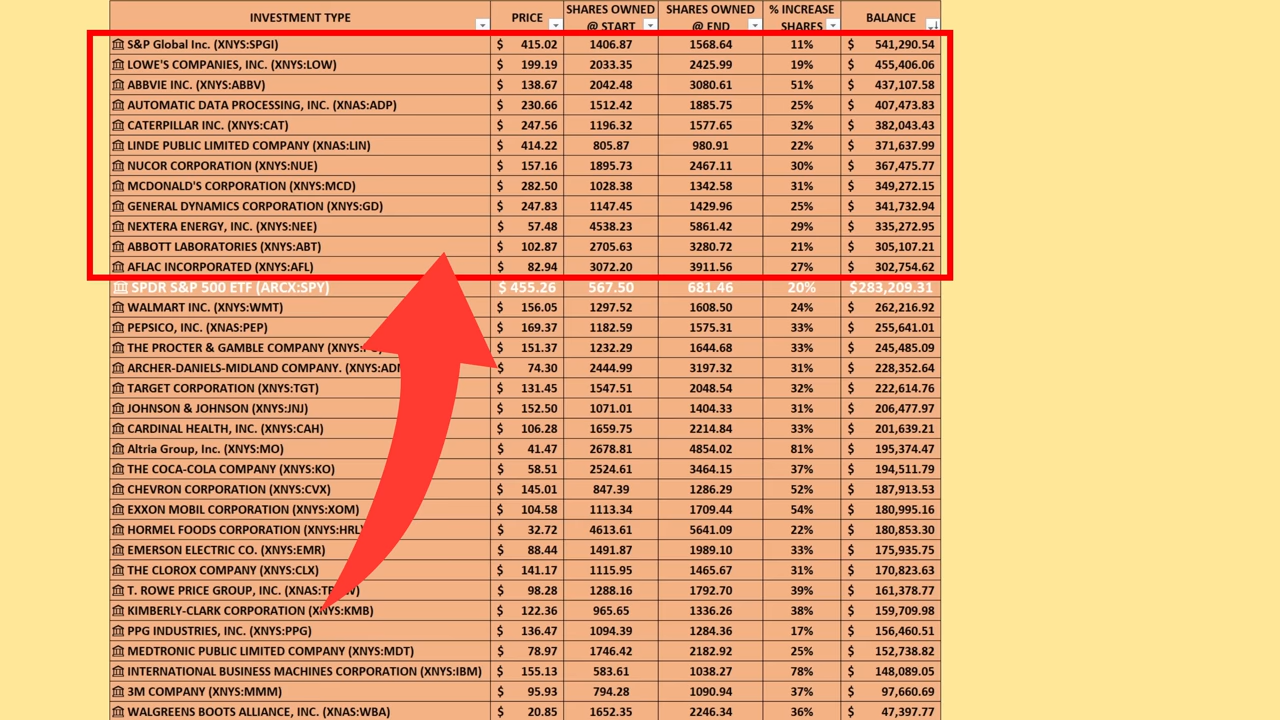 INVESTMENT TYPE PRICE SHARES OWNED @ START SHARES OWNED @ END % INCREASE SHARES BALANCE
S&P Global Inc. (XNYS:SPGI) $ 415.02 1406.87 1568.64 11% $ 541,290.54
LOWE'S COMPANIES, INC. (XNYS:LOW) $ 199.19 2033.35 2425.99 19% $ 455,406.06
ABBVIE INC. (XNYS:ABBV) $ 138.67 2042.48 3080.61 51% $ 437,107.58
AUTOMATIC DATA PROCESSING, INC. (XNAS:ADP) $ 230.66 1512.42 1885.75 25% $ 407,473.83
CATERPILLAR INC. (XNYS:CAT) $ 247.56 1196.32 1577.65 32% $ 382,043.43
LINDE PUBLIC LIMITED COMPANY (XNAS:LIN) $ 414.22 805.87 980.91 22% $ 371,637.99
NUCOR CORPORATION (XNYS:NUE) $ 157.16 1895.73 2467.11 30% $ 367,475.77
MCDONALD'S CORPORATION (XNYS:MCD) $ 282.50 1028.38 1342.58 31% $ 349,272.15
GENERAL DYNAMICS CORPORATION (XNYS:GD) $ 247.83 1147.45 1429.96 25% $ 341,732.94
NEXTERA ENERGY, INC. (XNYS:NEE) $ 57.48 4538.23 5861.42 29% $ 335,272.95
ABBOTT LABORATORIES (XNYS:ABT) $ 102.87 2705.63 3280.72 21% $ 305,107.21
AFLAC INCORPORATED (XNYS:AFL) $ 82.94 3072.20 3911.56 27% $ 302,754.62
SPDR S&P 500 ETF (ARCX:SPY) $ 455.26 567.50 681.46 20% $283,209.31
WALMART INC. (XNYS:WMT) $ 156.05 1297.52 1608.50 24% $ 262,216.92
PEPSICO, INC. (XNAS:PEP) $ 169.37 1182.59 1575.31 33% $ 255,641.01
THE PROCTER & GAMBLE COMPANY (XNYS: $ 151.37 1232.29 1644.68 33% $ 245,485.09
ARCHER-DANIELS-MIDLAND COMPANY. (XNYS:ADM $ 74.30 2444.99 3197.32 31% $ 228,352.64
TARGET CORPORATION (XNYS:TGT) $ 131.45 1547.51 2048.54 32% $ 222,614.76
JOHNSON & JOHNSON (XNYS:JNJ) $ 152.50 1071.01 1404.33 31% $ 206,477.97
CARDINAL HEALTH, INC. (XNYS:CAH) $ 106.28 1659.75 2214.84 33% $ 201,639.21
Altria Group, Inc. (XNYS:MO) $ 41.47 2678.81 4854.02 81% $ 195,374.47
THE COCA-COLA COMPANY (XNYS:KO) $ 58.51 2524.61 3464.15 37% $ 194,511.79
CHEVRON CORPORATION (XNYS:CVX) $ 145.01 847.39 1286.29 52% $ 187,913.53
EXXON MOBIL CORPORATION (XNYS:XOM) $ 104.58 1113.34 1709.44 54% $ 180,995.16
HORMEL FOODS CORPORATION (XNYS:HRL) $ 32.72 4613.61 5641.09 22% $ 180,853.30
EMERSON ELECTRIC CO. (XNYS:EMR) $ 88.44 1491.87 1989.10 33% $ 175,935.75
THE CLOROX COMPANY (XNYS:CLX) $ 141.17 1115.95 1465.67 31% $ 170,823.63
T. ROWE PRICE GROUP, INC. (XNAS: $ 98.28 1288.16 1792.70 39% $ 161,378.77
KIMBERLY-CLARK CORPORATION (XNYS:KMB) $ 122.36 965.65 1336.26 38% $ 159,709.98
PPG INDUSTRIES, INC. (XNYS:PPG) $ 136.47 1094.39 1284.36 17% $ 156,460.51
MEDTRONIC PUBLIC LIMITED COMPANY (XNYS:MDT) $ 78.97 1746.42 2182.92 25% $ 152,738.82
INTERNATIONAL BUSINESS MACHINES CORPORATION (XNYS:IBM) $ 155.13 583.61 1038.27 78% $ 148,089.05
3M COMPANY (XNYS:MMM) $ 95.93 794.28 1090.94 37% $ 97,660.69
WALGREENS BOOTS ALLIANCE, INC. (XNAS:WBA) $ 20.85 1652.35 2246.34 36% $ 47,397.77